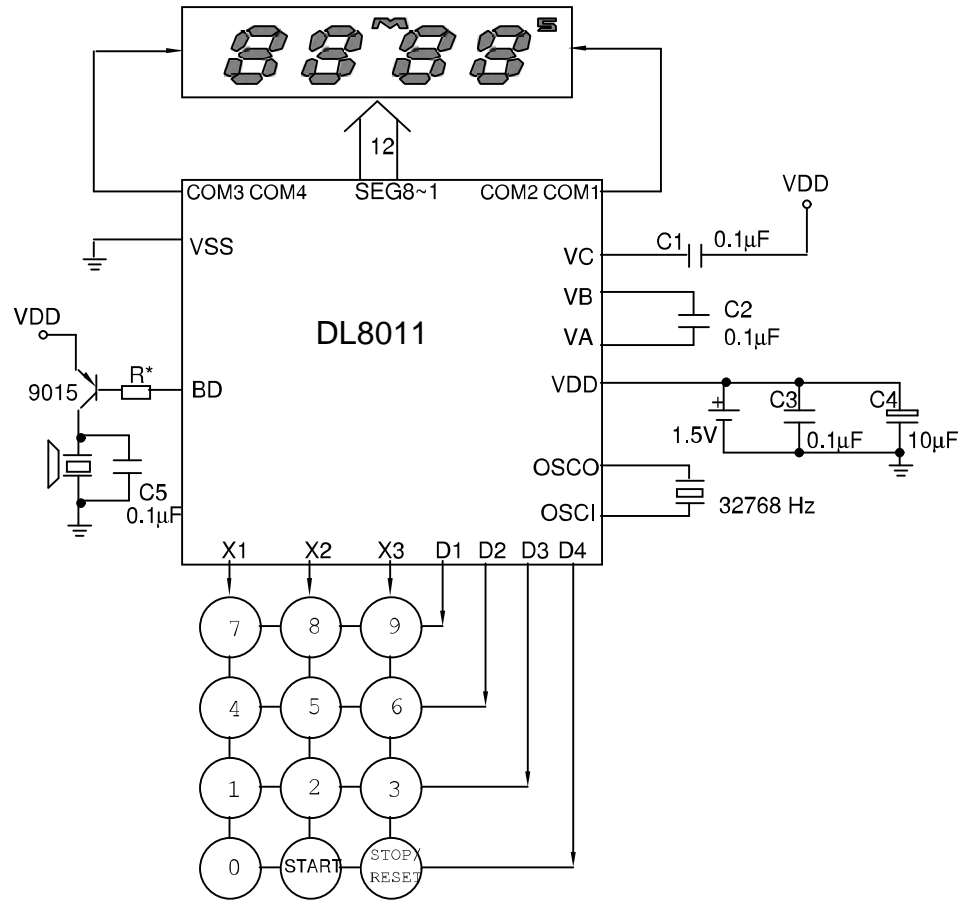 88 M 88 S
12
COM3 COM4 SEG8~1 COM2 COM1
VDD
VSS
C1 0.1µF
VC
VB
C2
VDD
DL8011
VA
0.1µF
R*
VDD
9015
BD
+
C3
C4
1.5V
0.1µF
10µF
OSCO
C5
0.1µF
OSCI
32768 Hz
X1 X2 X3 D1 D2 D3 D4
7 8 9
4 5 6
1 2 3
0 START STOP/
RESET